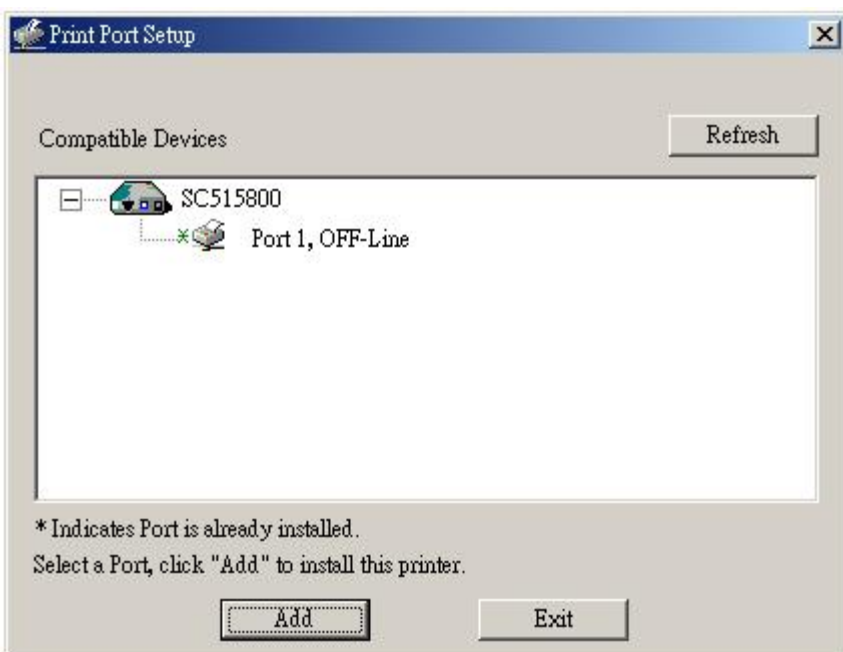 Print Port Setup
Compatible Devices
Refresh
SC515800
* Port 1, OFF-Line
* Indicates Port is already installed.
Select a Port, click "Add" to install this printer.
Add
Exit